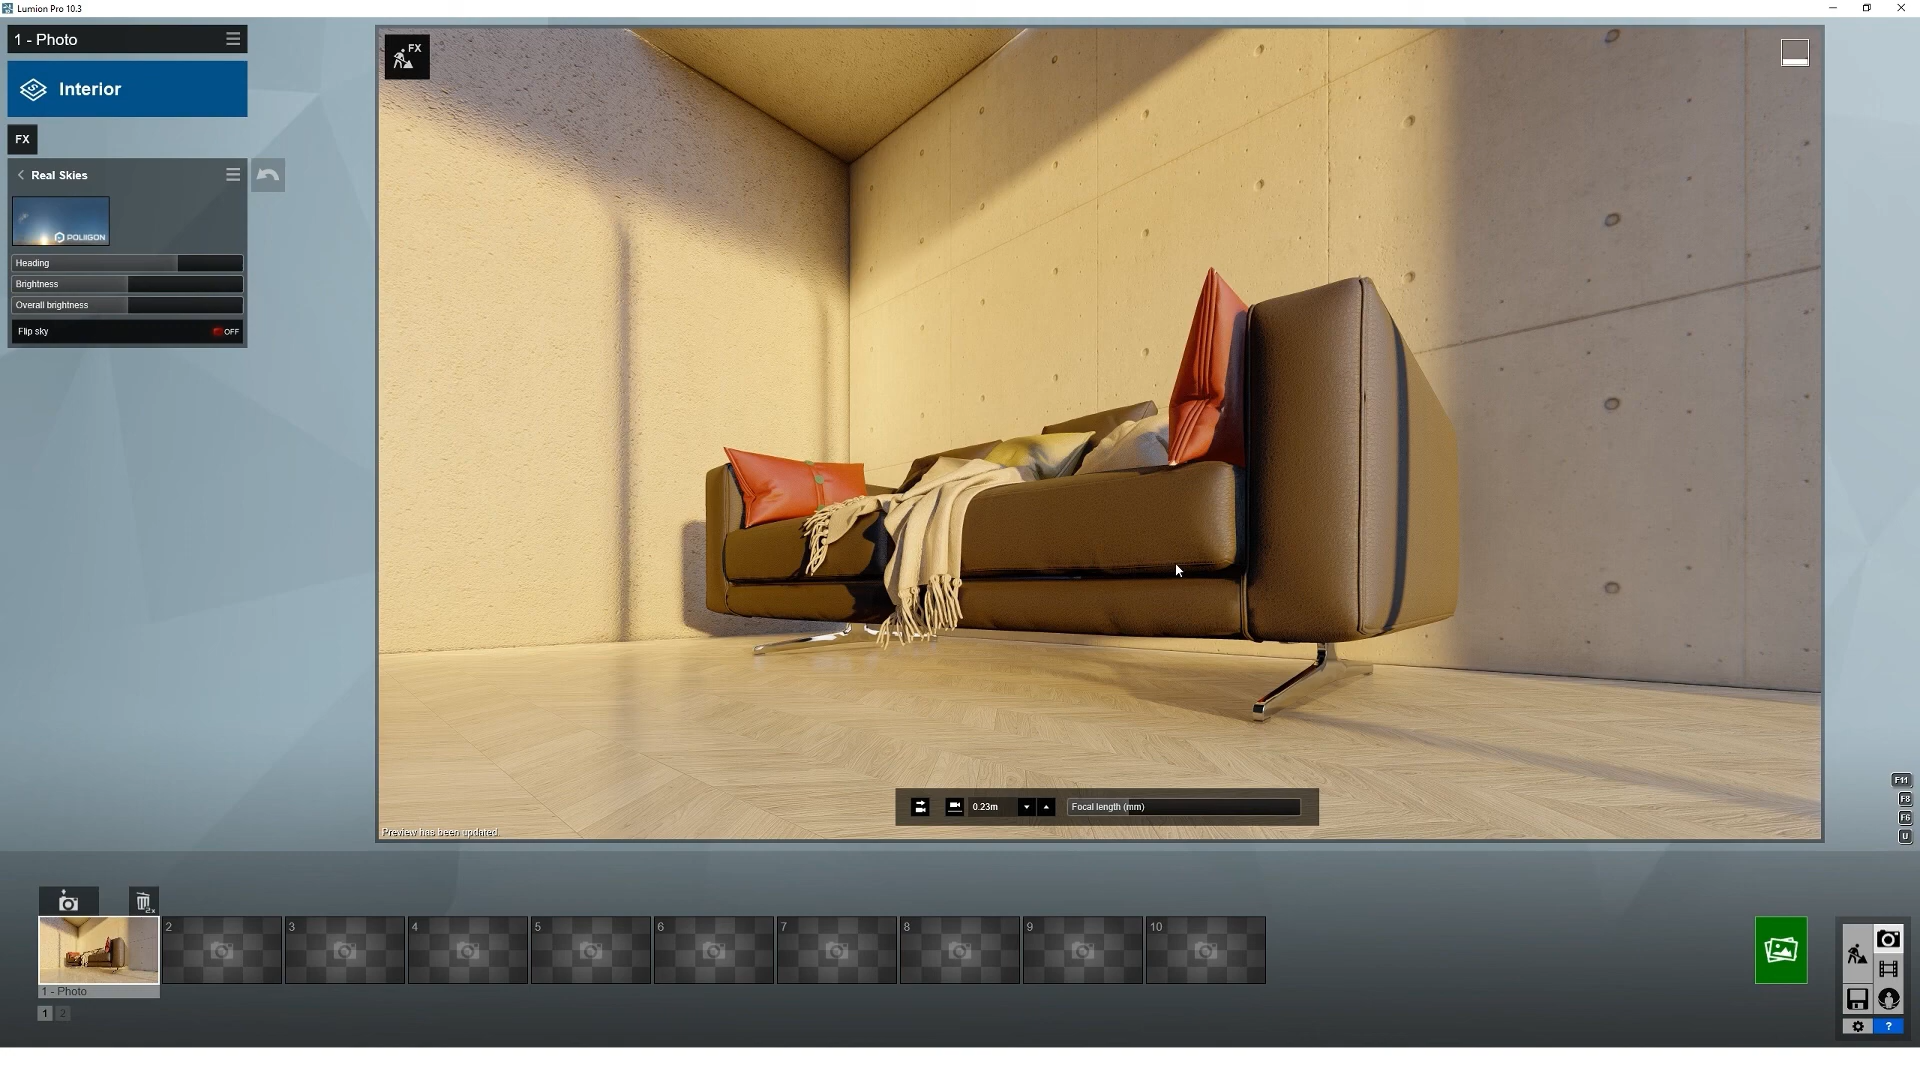 Lumion Pro 10.3
1 - Photo
Interior
FX
Real Skies
POLIIGON
Heading
Brightness
Overall brightness
Flip sky
OFF
FX
0.23m
Focal length (mm)
Preview has been updated.
F11
F8
F6
U
2x
2
3
4
5
6
7
8
9
10
1 - Photo
1
2
?